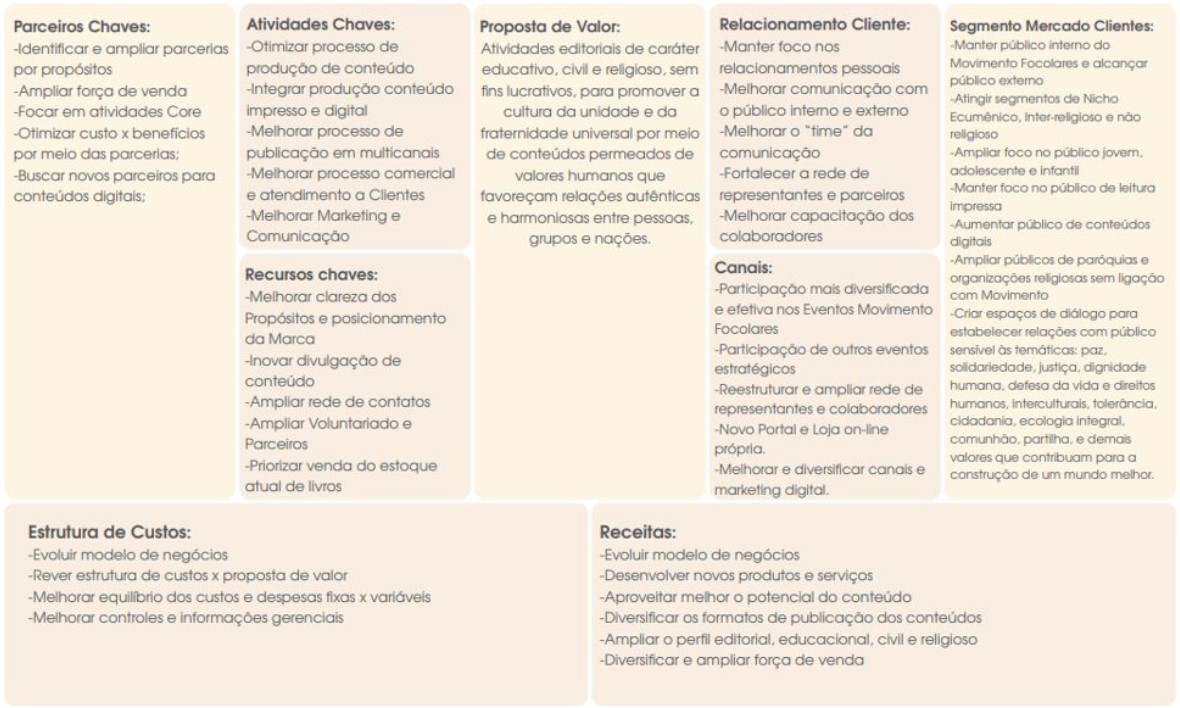 Parceiros Chaves:
-Identificar e ampliar parcerias
por propósitos
-Ampliar força de venda
-Focar em atividades Core
-Otimizar custo x benefícios
por meio das parcerias;
-Buscar novos parceiros para
conteúdos digitais;
Atividades Chaves:
-Otimizar processo de
produção de conteúdo
-Integrar produção conteúdo
impresso e digital
-Melhorar processo de
publicação em multicanais
-Melhorar processo comercial
e atendimento a Clientes
-Melhorar Marketing e
Comunicação
Recursos chaves:
-Melhorar clareza dos
Propósitos e posicionamento
da Marca
-Inovar divulgação de
conteúdo
-Ampliar rede de contatos
-Ampliar Voluntariado e
Parceiros
-Priorizar venda do estoque
atual de livros
Proposta de Valor:
Atividades editoriais de caráter
educativo, civil e religioso, sem
fins lucrativos, para promover a
cultura da unidade e da
fraternidade universal por meio
de conteúdos permeados de
valores humanos que
favoreçam relações autênticas
e harmoniosas entre pessoas,
grupos e nações.
Relacionamento Cliente:
-Manter foco nos
relacionamentos pessoais
-Melhorar comunicação com
o público interno e externo
-Melhorar o “time” da
comunicação
-Fortalecer a rede de
representantes e parceiros
-Melhorar capacitação dos
colaboradores
Canais:
-Participação mais diversificada
e efetiva nos Eventos Movimento
Focolares
-Participação de outros eventos
estratégicos
-Reestruturar e ampliar rede de
representantes e colaboradores
-Novo Portal e Loja on-line
própria.
-Melhorar e diversificar canais e
marketing digital.
Segmento Mercado Clientes:
-Manter público interno do
Movimento Focolares e alcançar
público externo
-Atingir segmentos de Nicho
Ecumênico, Inter-religioso e não
religioso
-Ampliar foco no público jovem,
adolescente e infantil
-Manter foco no público de leitura
impressa
-Aumentar público de conteúdos
digitais
-Ampliar públicos de paróquias e
organizações religiosas sem ligação
com Movimento
-Criar espaços de diálogo para
estabelecer relações com público
sensível às temáticas: paz,
solidariedade, justiça, dignidade
humana, defesa da vida e direitos
humanos, interculturais, tolerância,
cidadania, ecologia integral,
comunhão, partilha, e demais
valores que contribuam para a
construção de um mundo melhor.
Estrutura de Custos:
-Evoluir modelo de negócios
-Rever estrutura de custos x proposta de valor
-Melhorar equilíbrio dos custos e despesas fixas x variáveis
-Melhorar controles e informações gerenciais
Receitas:
-Evoluir modelo de negócios
-Desenvolver novos produtos e serviços
-Aproveitar melhor o potencial do conteúdo
-Diversificar os formatos de publicação dos conteúdos
-Ampliar o perfil editorial, educacional, civil e religioso
-Diversificar e ampliar força de venda